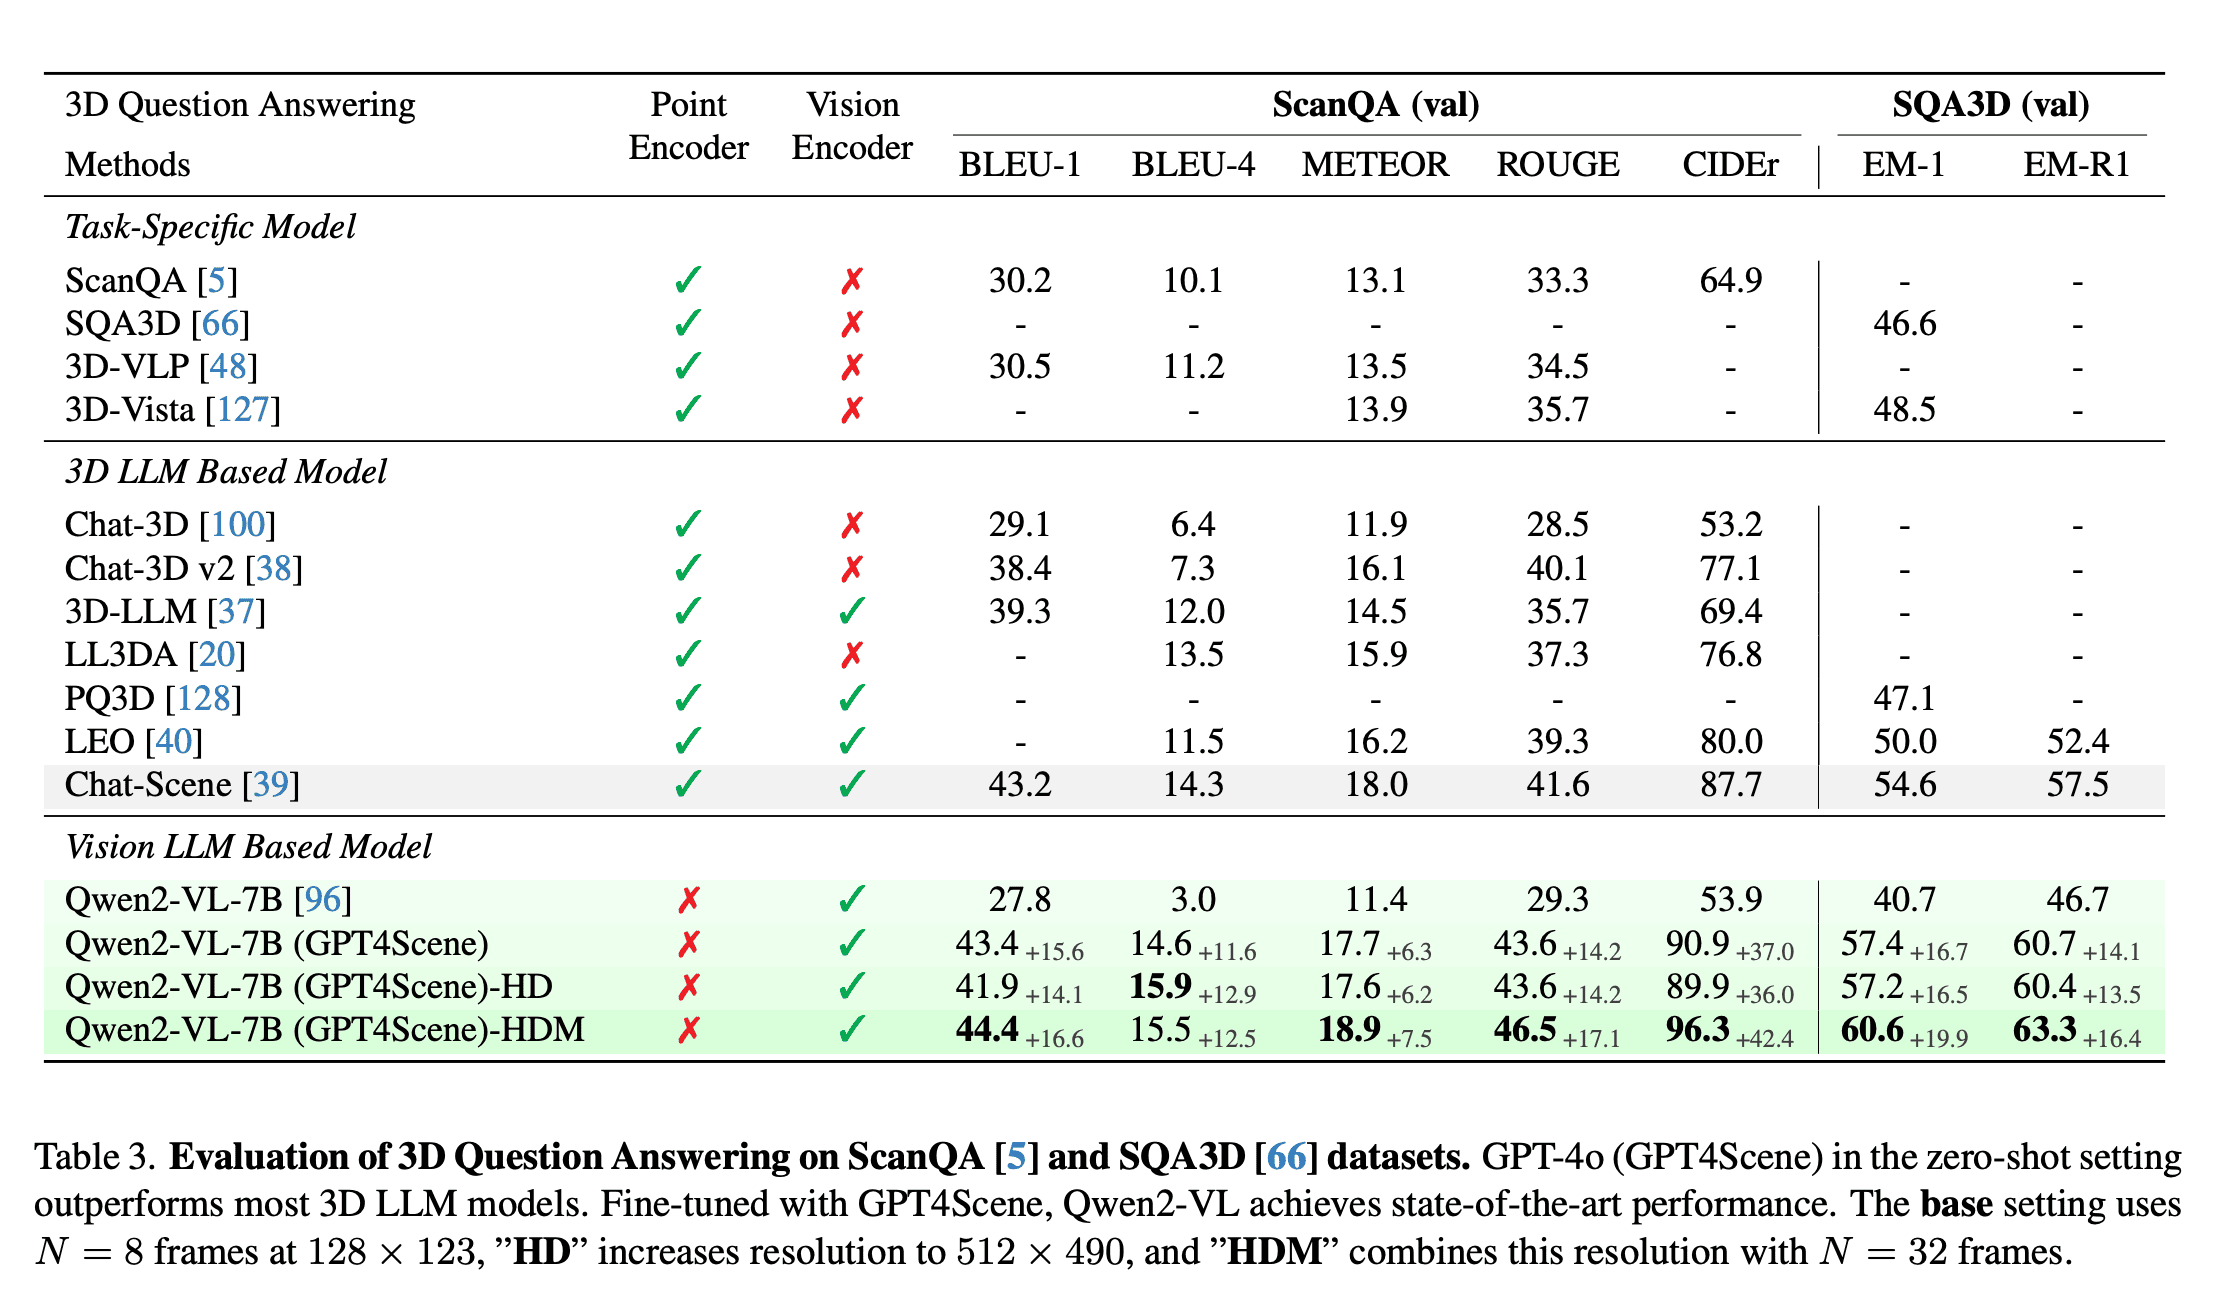 3D Question Answering Point Vision ScanQA (val) SQA3D (val)
Methods Encoder Encoder BLEU-1 BLEU-4 METEOR ROUGE CIDEr EM-1 EM-R1
Task-Specific Model
ScanQA [5] ✓ ✗ 30.2 10.1 13.1 33.3 64.9 - -
SQA3D [66] ✓ ✗ - - - - - 46.6 -
3D-VLP [48] ✓ ✗ 30.5 11.2 13.5 34.5 - - -
3D-Vista [127] ✓ ✗ - - 13.9 35.7 - 48.5 -
3D LLM Based Model
Chat-3D [100] ✓ ✗ 29.1 6.4 11.9 28.5 53.2 - -
Chat-3D v2 [38] ✓ ✗ 38.4 7.3 16.1 40.1 77.1 - -
3D-LLM [37] ✓ ✓ 39.3 12.0 14.5 35.7 69.4 - -
LL3DA [20] ✓ ✗ - 13.5 15.9 37.3 76.8 - -
PQ3D [128] ✓ ✓ - - - - - 47.1 -
LEO [40] ✓ ✓ - 11.5 16.2 39.3 80.0 50.0 52.4
Chat-Scene [39] ✓ ✓ 43.2 14.3 18.0 41.6 87.7 54.6 57.5
Vision LLM Based Model
Qwen2-VL-7B [96] ✗ ✓ 27.8 3.0 11.4 29.3 53.9 40.7 46.7
Qwen2-VL-7B (GPT4Scene) ✗ ✓ 43.4 +15.6 14.6 +11.6 17.7 +6.3 43.6 +14.2 90.9 +37.0 57.4 +16.7 60.7 +14.1
Qwen2-VL-7B (GPT4Scene)-HD ✗ ✓ 41.9 +14.1 15.9 +12.9 17.6 +6.2 43.6 +14.2 89.9 +36.0 57.2 +16.5 60.4 +13.5
Qwen2-VL-7B (GPT4Scene)-HDM ✗ ✓ 44.4 +16.6 15.5 +12.5 18.9 +7.5 46.5 +17.1 96.3 +42.4 60.6 +19.9 63.3 +16.4
Table 3. Evaluation of 3D Question Answering on ScanQA [5] and SQA3D [66] datasets. GPT-4o (GPT4Scene) in the zero-shot setting
outperforms most 3D LLM models. Fine-tuned with GPT4Scene, Qwen2-VL achieves state-of-the-art performance. The base setting uses
N = 8 frames at 128 × 123, ”HD” increases resolution to 512 × 490, and ”HDM” combines this resolution with N = 32 frames.